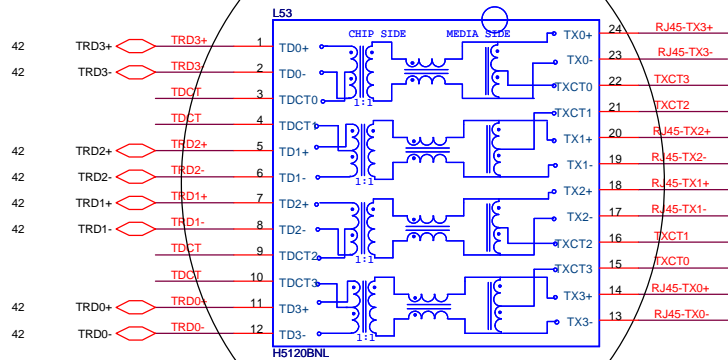 L53
CHIP SIDE MEDIA SIDE
42 TRD3+ TRD3+ 1 TD0+ TX0+ 24 RJ45-TX3+
42 TRD3- TRD3- 2 TD0- TX0- 23 RJ45-TX3-
TDCT 3 TDCT0 1:1 TXCT0 22 TXCT3
TDCT 4 TDCT1 TXCT1 21 TXCT2
42 TRD2+ TRD2+ 5 TD1+ TX1+ 20 RJ45-TX2+
42 TRD2- TRD2- 6 TD1- 1:1 TX1- 19 RJ45-TX2-
42 TRD1+ TRD1+ 7 TD2+ TX2+ 18 RJ45-TX1+
42 TRD1- TRD1- 8 TD2- TX2- 17 RJ45-TX1-
TDCT 9 TDCT2 1:1 TXCT2 16 TXCT1
TDCT 10 TDCT3 TXCT3 15 TXCT0
42 TRD0+ TRD0+ 11 TD3+ TX3+ 14 RJ45-TX0+
42 TRD0- TRD0- 12 TD3- 1:1 TX3- 13 RJ45-TX0-
H5120BNL